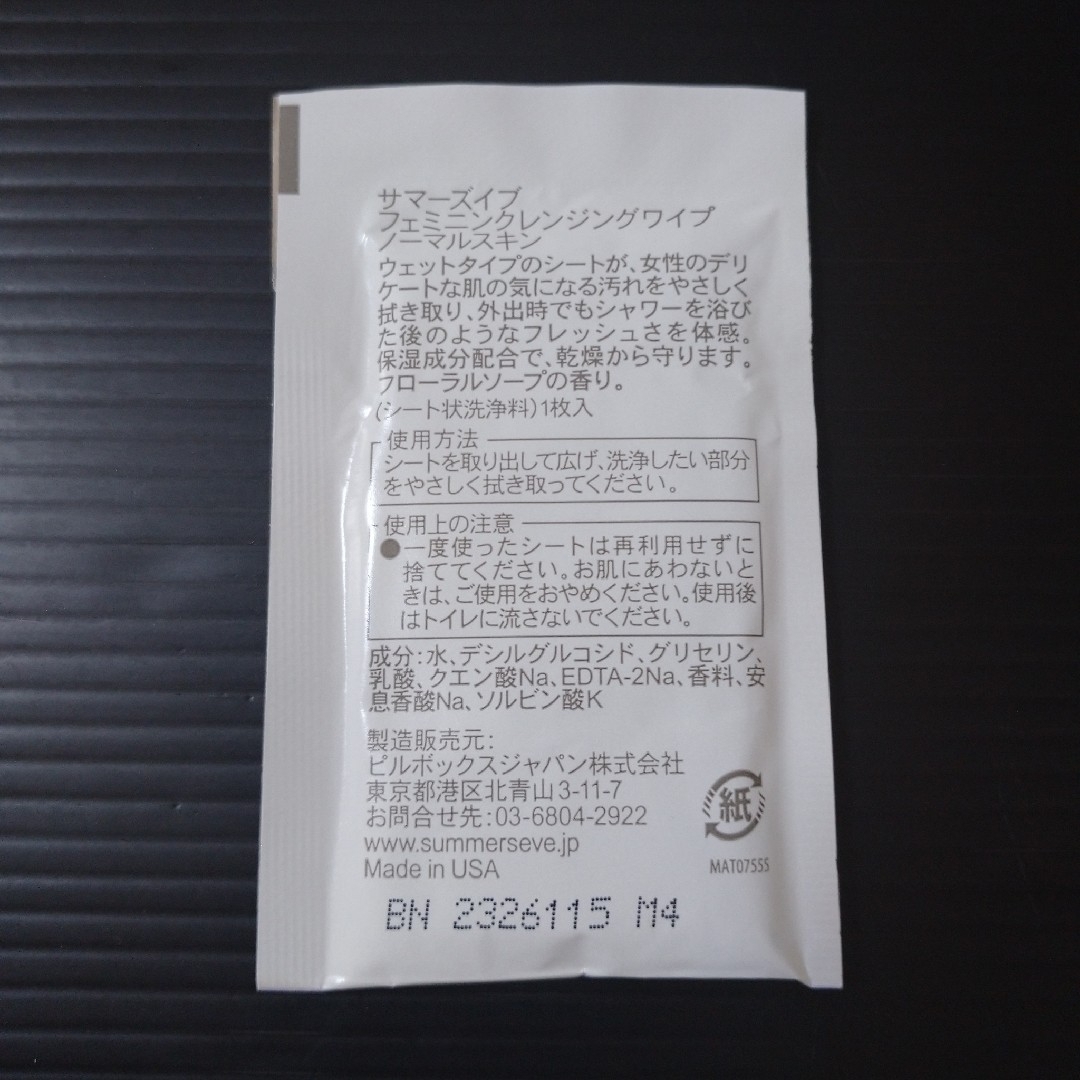 サマーズイブ
フェミニンクレンジングワイプ
ノーマルスキン
ウェットタイプのシートが、女性のデリ
ケートな肌の気になる汚れをやさしく
拭き取り、外出時でもシャワーを浴び
た後のようなフレッシュさを体感。
保湿成分配合で、乾燥から守ります。
フローラルソープの香り。
(シート状洗浄料)1枚入
使用方法
シートを取り出して広げ、洗浄したい部分
をやさしく拭き取ってください。
使用上の注意
●一度使ったシートは再利用せずに
捨ててください。お肌にあわないと
きは、ご使用をおやめください。使用後
はトイレに流さないでください。
成分:水、デシルグルコシド、グリセリン、
乳酸、クエン酸Na、EDTA-2Na、香料、安
息香酸Na、ソルビン酸K
製造販売元:
ピルボックスジャパン株式会社
東京都港区北青山3-11-7
お問合せ先:03-6804-2922
www.summerseve.jp
Made in USA
紙
MAT07555
BN 2326115 M4